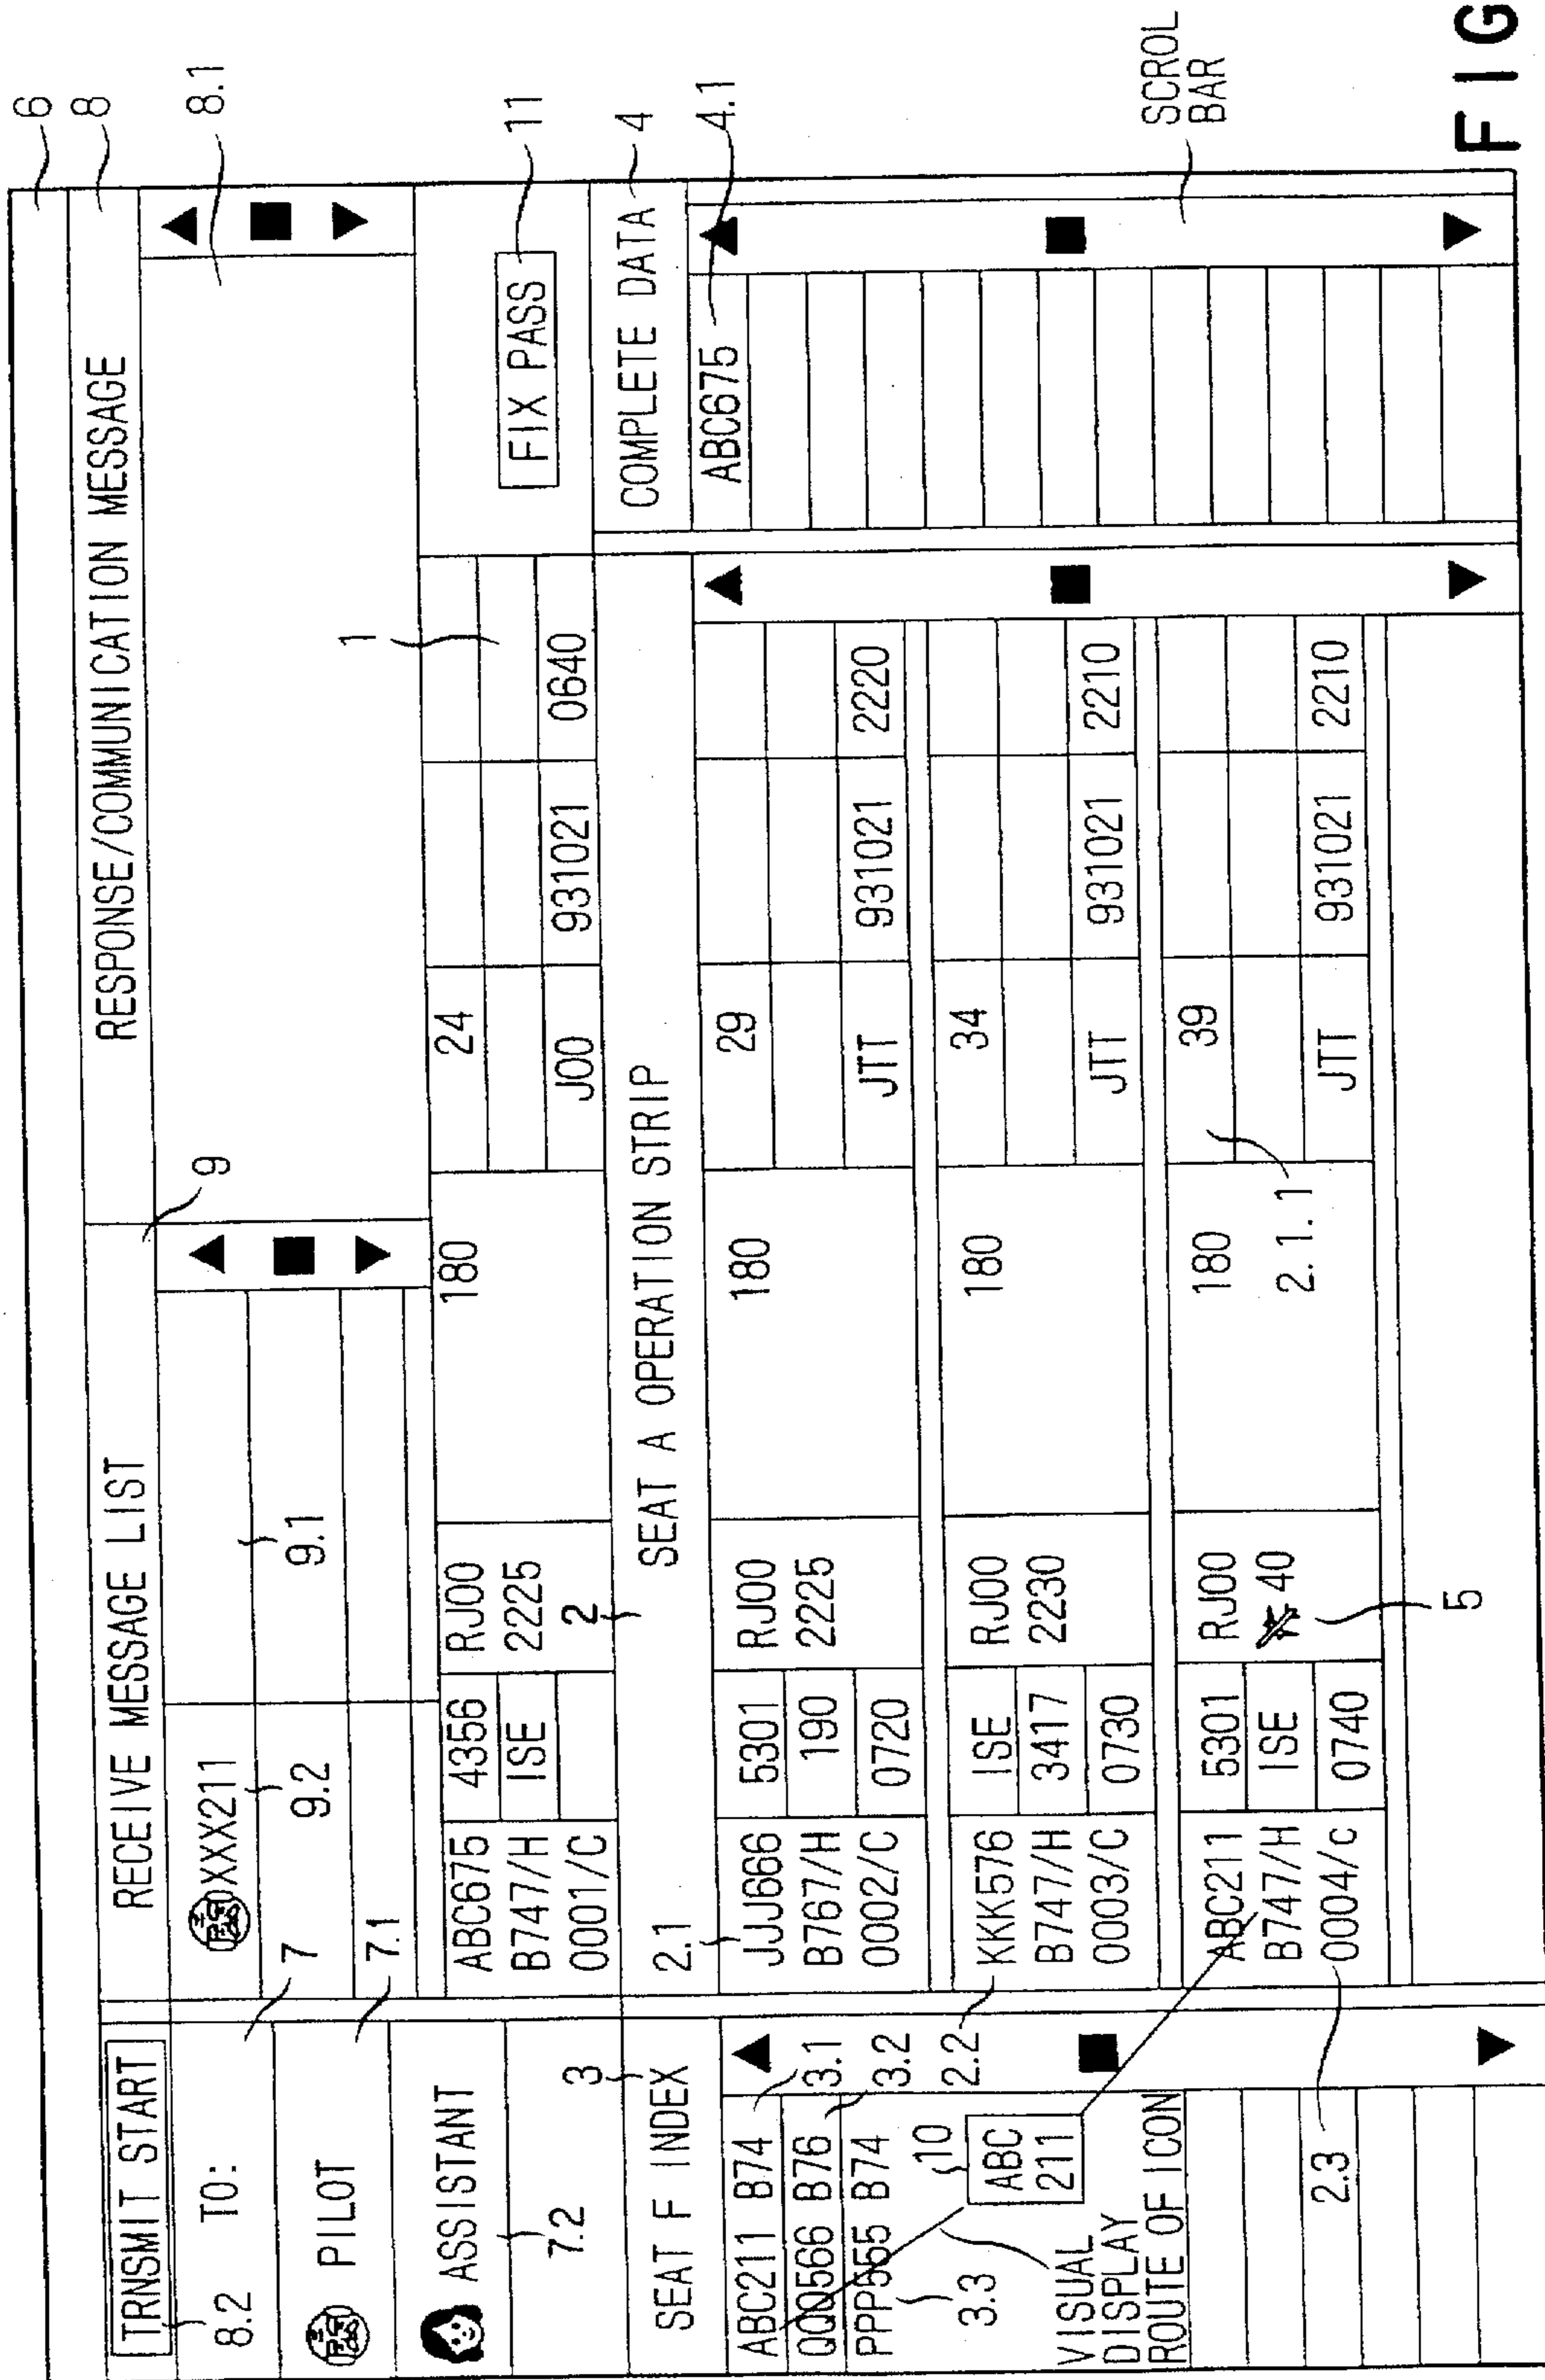 6
8
TRNSMIT START
RECEIVE MESSAGE LIST
RESPONSE/COMMUNICATION MESSAGE
8.2
TO:
7
XXX211
9
8.1
9.2
9.1
PILOT
7.1
ASSISTANT
7.2
ABC675
B747/H
0001/C
4356
ISE
RJ00
2225
180
24
J00
931021
0640
1
FIX PASS
11
SEAT F INDEX
3
2.1
2
SEAT A OPERATION STRIP
COMPLETE DATA
4
ABC211 B74
3.1
QQQ566 B76
3.2
PPP555 B74
3.3
JJJ666
B767/H
0002/C
5301
190
0720
RJ00
2225
180
29
JTT
931021
2220
ABC675
4.1
10
ABC
211
2.2
KKK576
B747/H
0003/C
ISE
3417
0730
RJ00
2230
180
34
JTT
931021
2210
VISUAL
DISPLAY
ROUTE OF ICON
ABC211
B747/H
0004/c
5301
ISE
0740
RJ00
40
180
39
JTT
931021
2210
2.1.1
2.3
5
SCROL
BAR
FIG